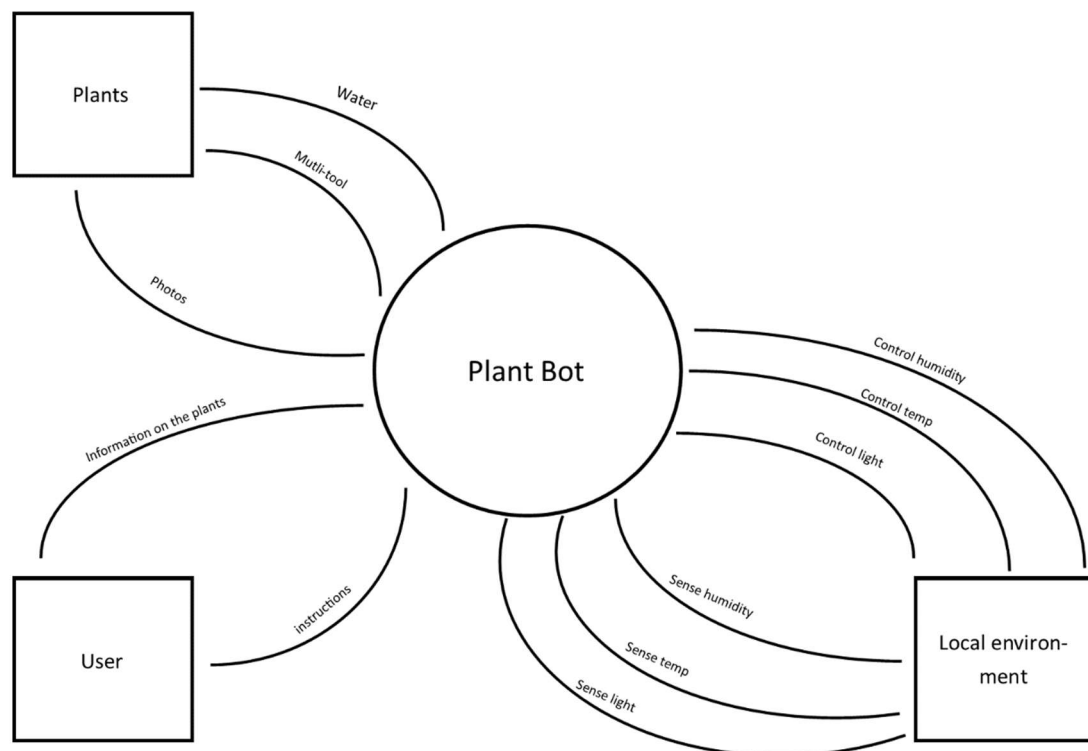 Plants
Water
Mutli-tool
Photos
Plant Bot
Control humidity
Control temp
Control light
Information on the plants
instructions
User
Sense humidity
Sense temp
Sense light
Local environ-
ment